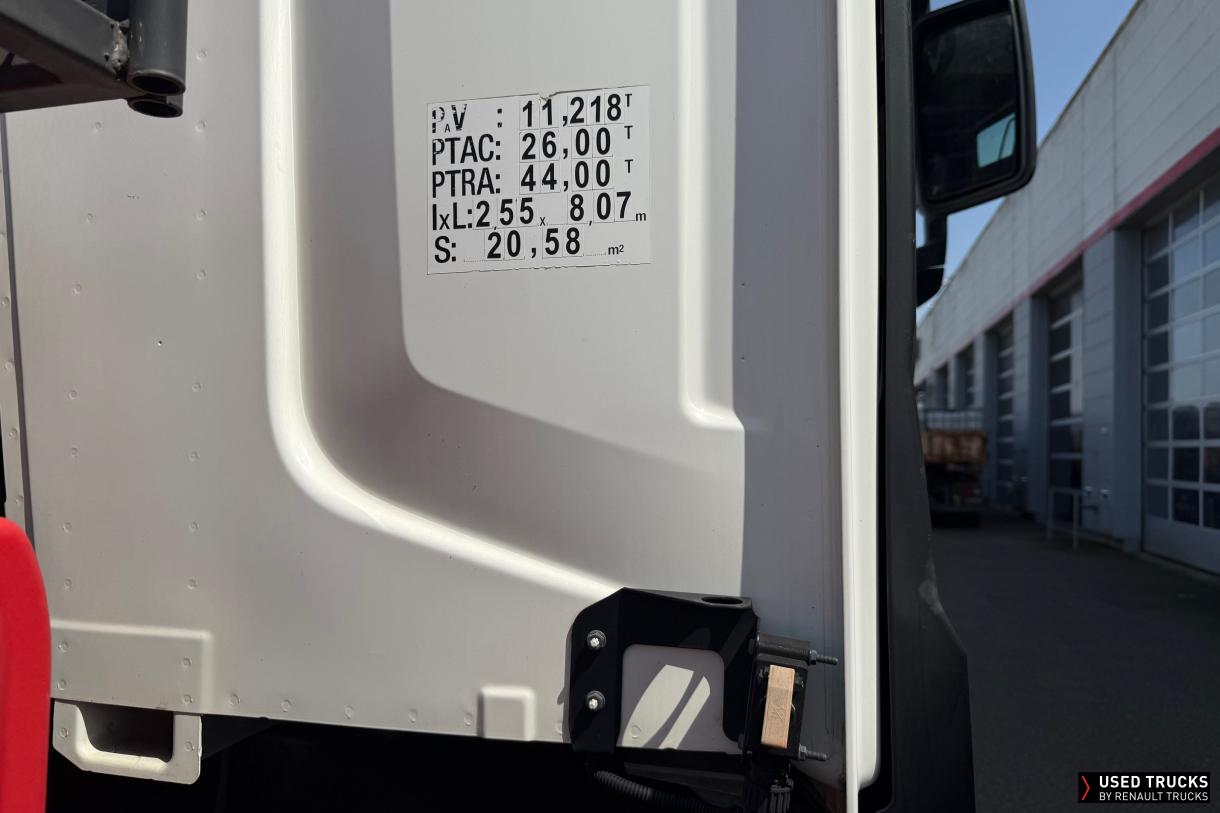 PAV : 11,218 T
PTAC: 26,00 T
PTRA: 44,00 T
lxL: 2,55 x 8,07 m
S: 20,58 m²
USED TRUCKS
BY RENAULT TRUCKS